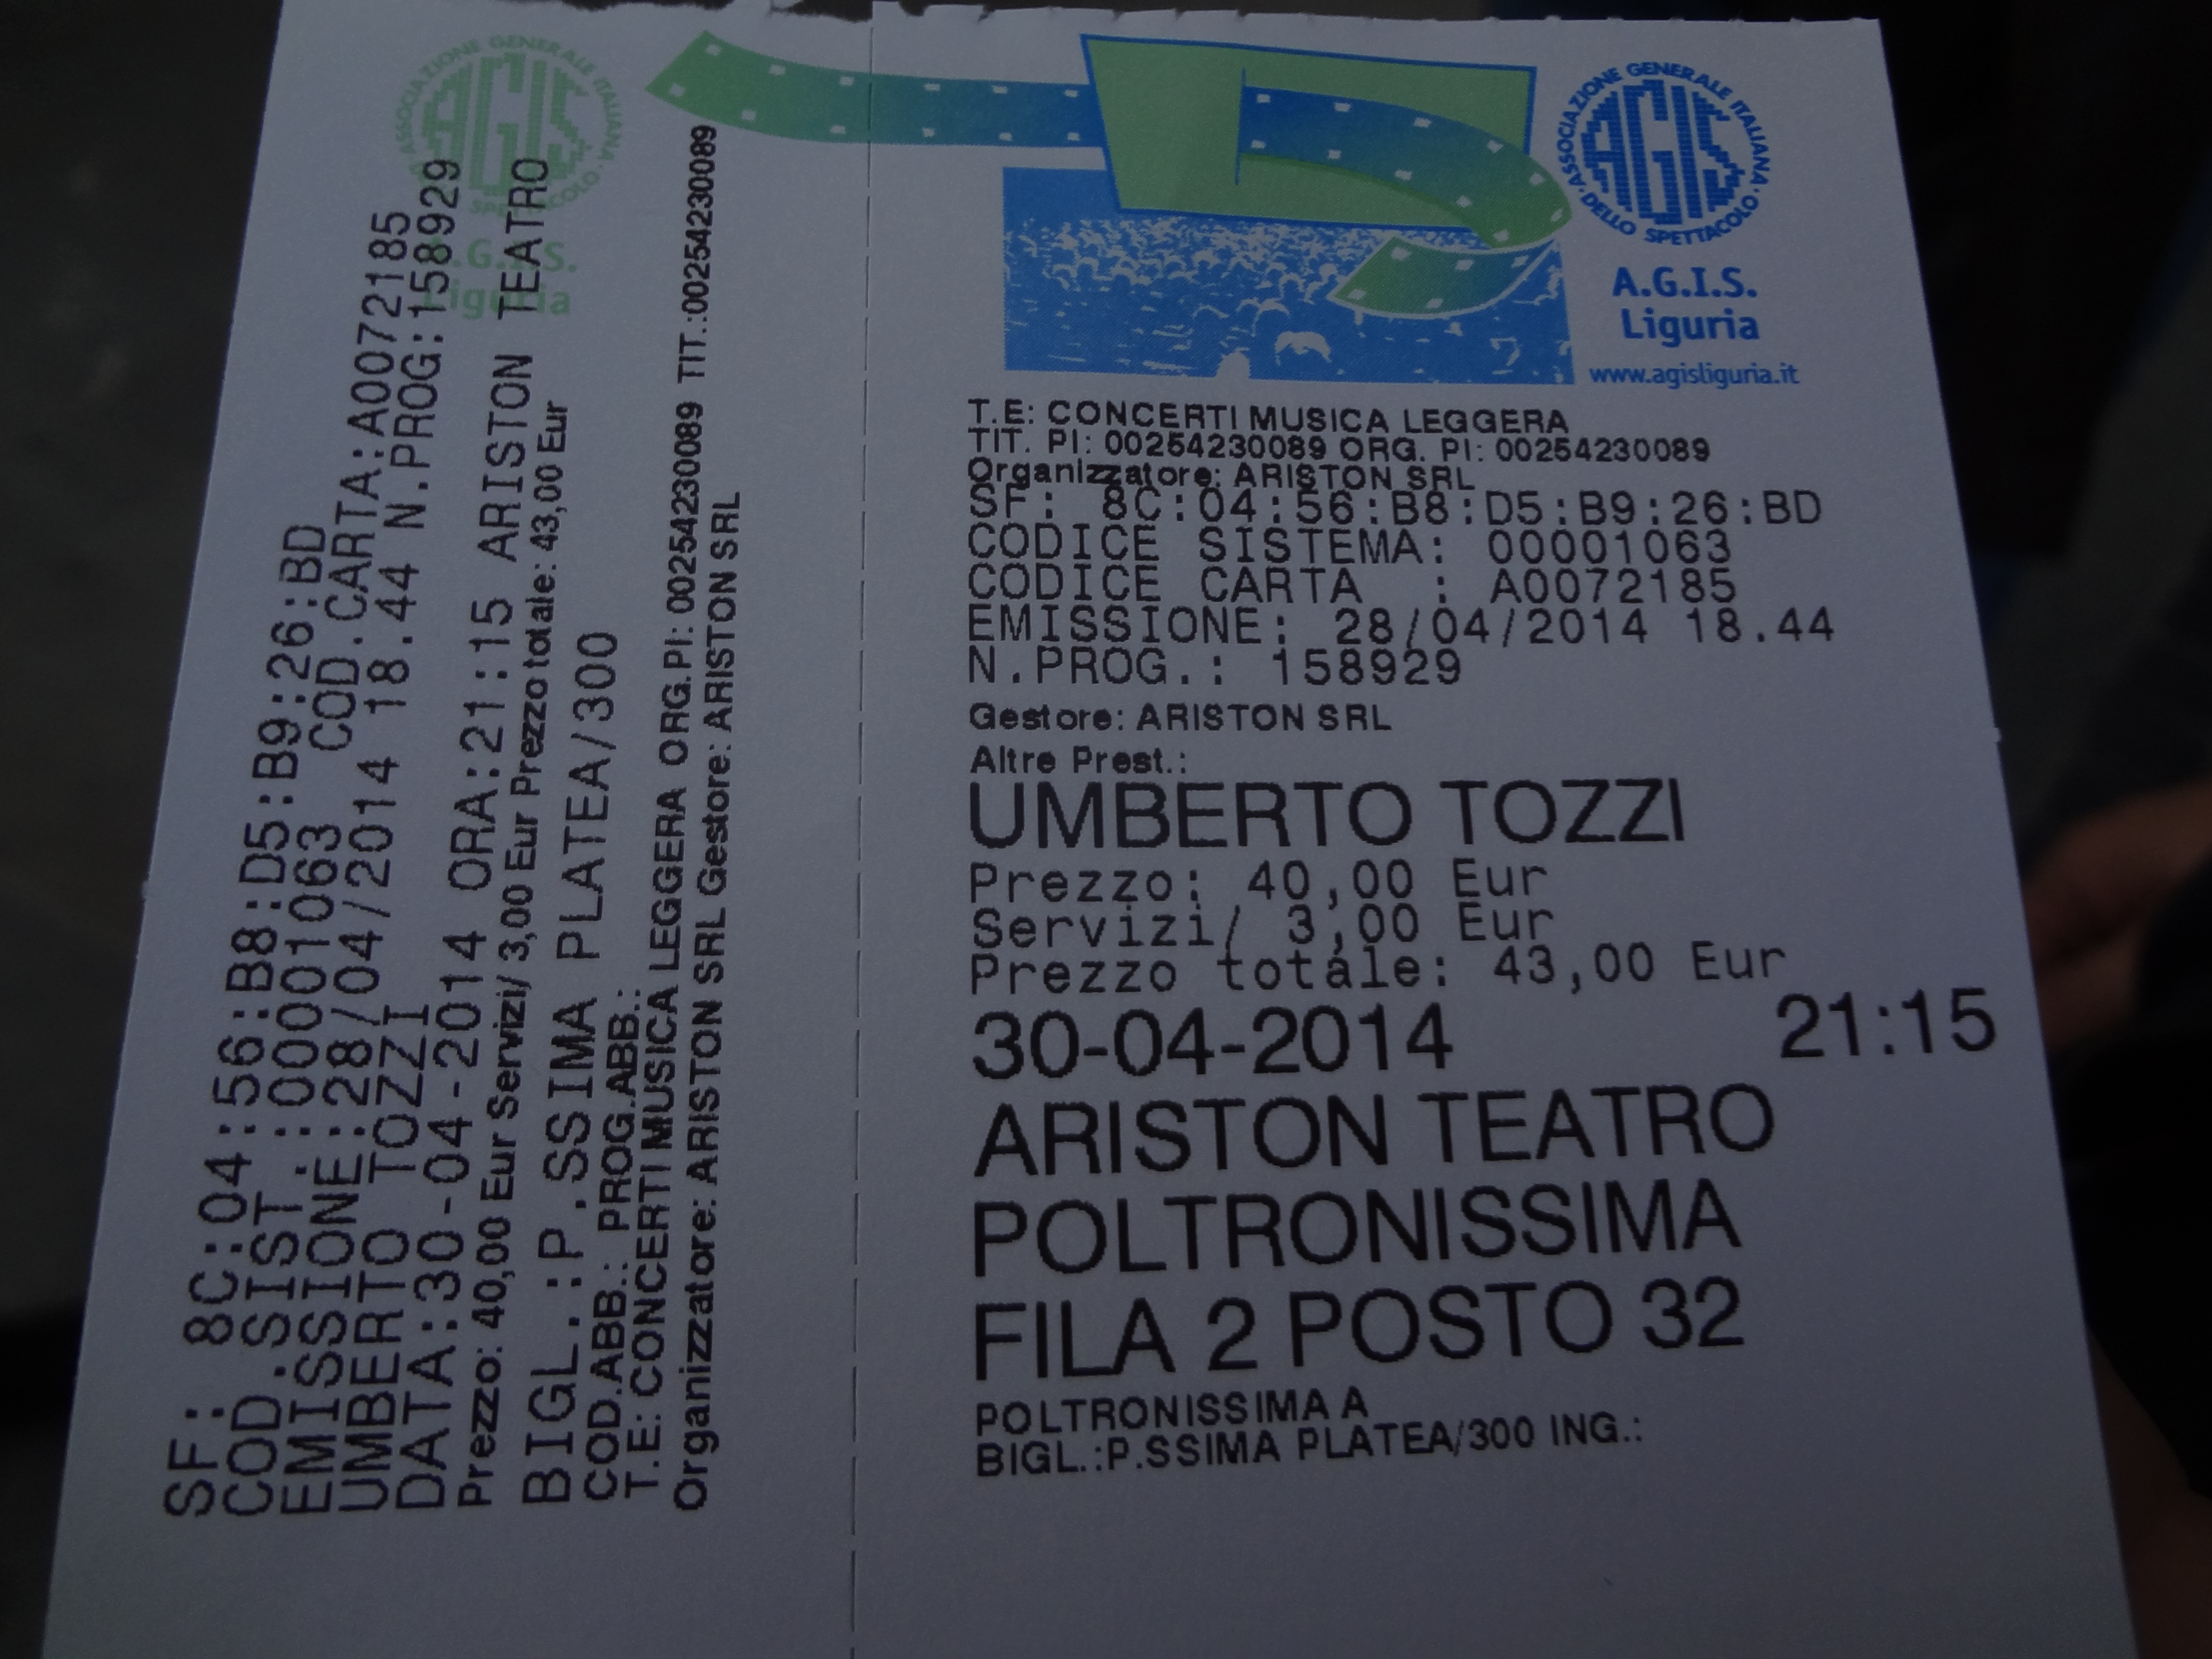 SF: 8C:04:56:B8:D5:B9:26:BD
COD.SIST.:00001063 COD.CARTA:A0072185
EMISSIONE:28/04/2014 18.44 N.PROG:158929
UMBERTO TOZZI
DATA:30-04-2014 ORA:21:15 ARISTON TEATRO
Prezzo: 40,00 Eur Servizi/ 3,00 Eur Prezzo totale: 43,00 Eur
BIGL.:P.SSIMA PLATEA/300
COD.ABB.: PROG.ABB.:
T.E: CONCERTI MUSICA LEGGERA ORG.PI: 00254230089 TIT.:00254230089
Organizzatore: ARISTON SRL Gestore: ARISTON SRL
ASSOCIAZIONE GENERALE ITALIANA
AGIS
SPETTACOLO
A.G.I.S.
Liguria
ASSOCIAZIONE GENERALE ITALIANA · DELLO SPETTACOLO ·
AGIS
A.G.I.S.
Liguria
www.agisliguria.it
T.E: CONCERTI MUSICA LEGGERA
TIT. PI: 00254230089 ORG. PI: 00254230089
Organizzatore: ARISTON SRL
SF: 8C:04:56:B8:D5:B9:26:BD
CODICE SISTEMA: 00001063
CODICE CARTA : A0072185
EMISSIONE: 28/04/2014 18.44
N.PROG.: 158929
Gestore: ARISTON SRL
Altre Prest.:
UMBERTO TOZZI
Prezzo: 40,00 Eur
Servizi/ 3,00 Eur
Prezzo totale: 43,00 Eur
30-04-2014 21:15
ARISTON TEATRO
POLTRONISSIMA
FILA 2 POSTO 32
POLTRONISSIMA A
BIGL.:P.SSIMA PLATEA/300 ING.: